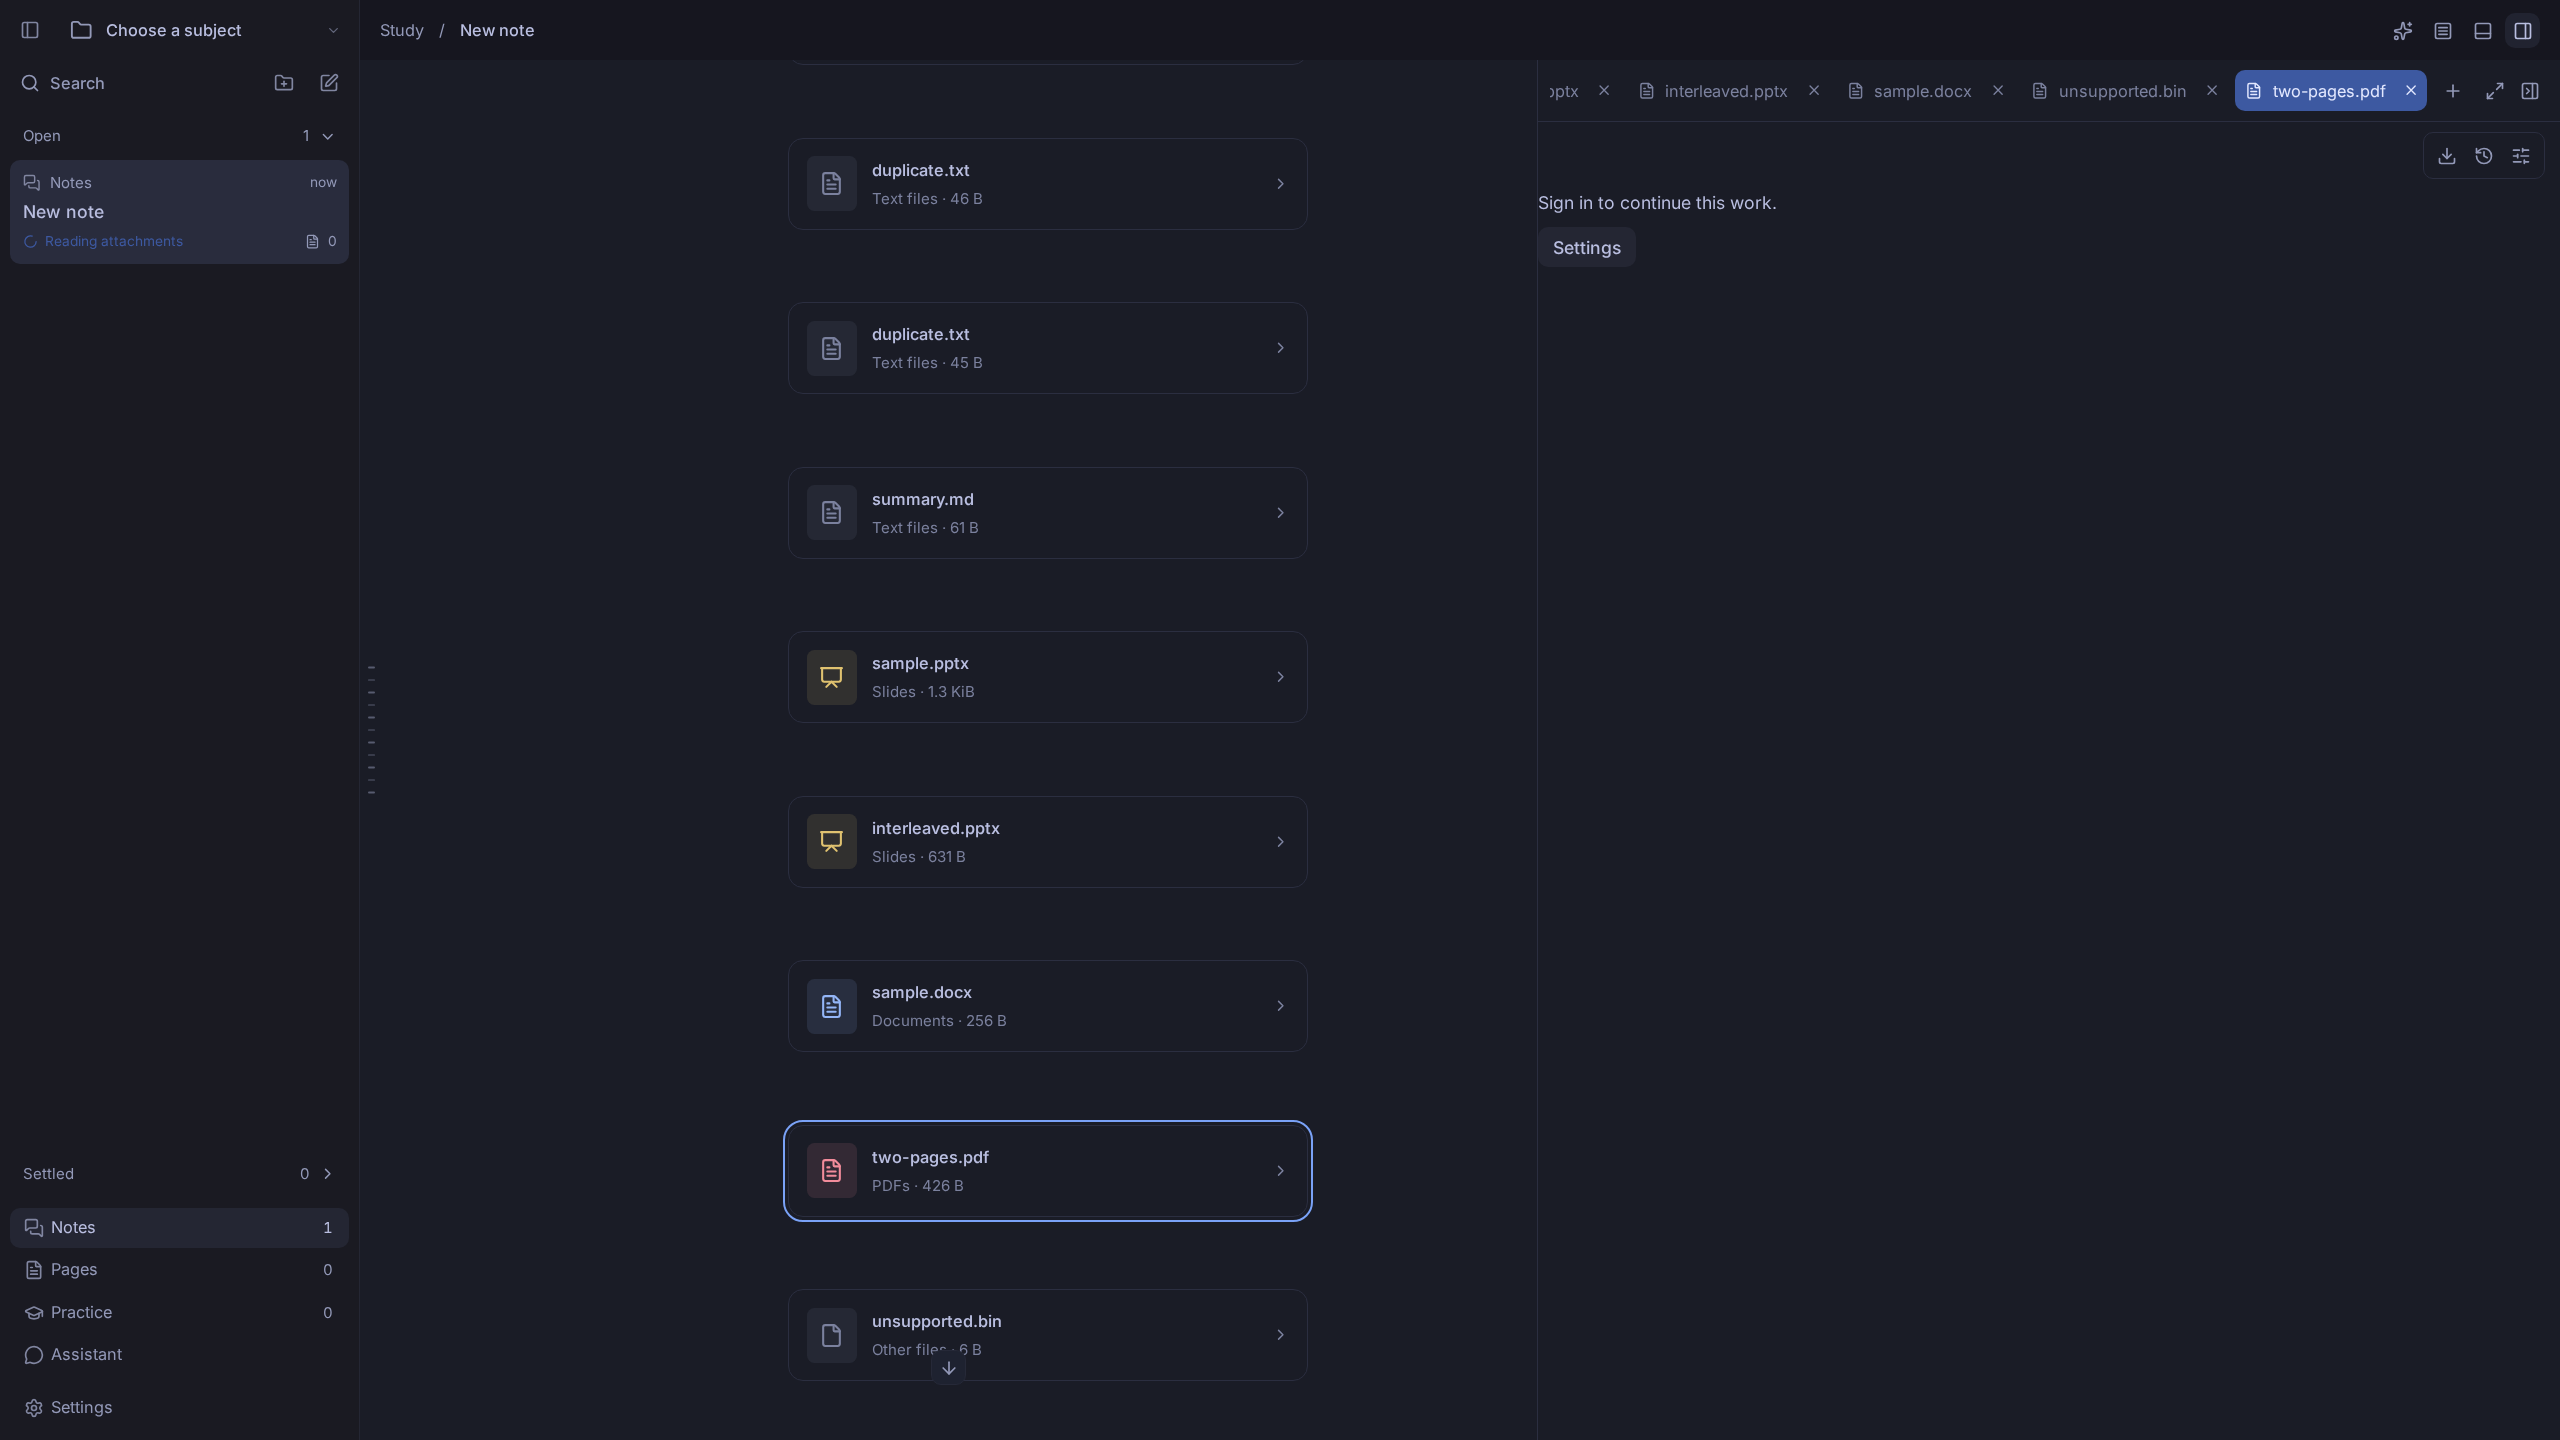 Choose a subject
Study / New note
Search
Open 1
Notes now
New note
Reading attachments 0
duplicate.txt
Text files · 46 B
duplicate.txt
Text files · 45 B
summary.md
Text files · 61 B
sample.pptx
Slides · 1.3 KiB
interleaved.pptx
Slides · 631 B
sample.docx
Documents · 256 B
two-pages.pdf
PDFs · 426 B
unsupported.bin
Other files · 6 B
interleaved.pptx
sample.docx
unsupported.bin
two-pages.pdf
Sign in to continue this work.
Settings
Settled 0
Notes 1
Pages 0
Practice 0
Assistant
Settings